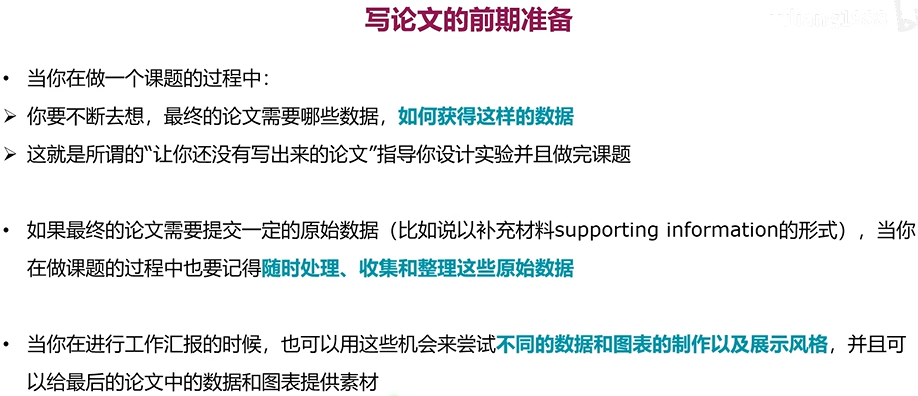 写论文的前期准备
• 当你在做一个课题的过程中：
➢ 你要不断去想，最终的论文需要哪些数据，如何获得这样的数据
➢ 这就是所谓的“让你还没有写出来的论文”指导你设计实验并且做完课题
• 如果最终的论文需要提交一定的原始数据（比如说以补充材料supporting information的形式），当你
在做课题的过程中也要记得随时处理、收集和整理这些原始数据
• 当你在进行工作汇报的时候，也可以用这些机会来尝试不同的数据和图表的制作以及展示风格，并且可
以给最后的论文中的数据和图表提供素材